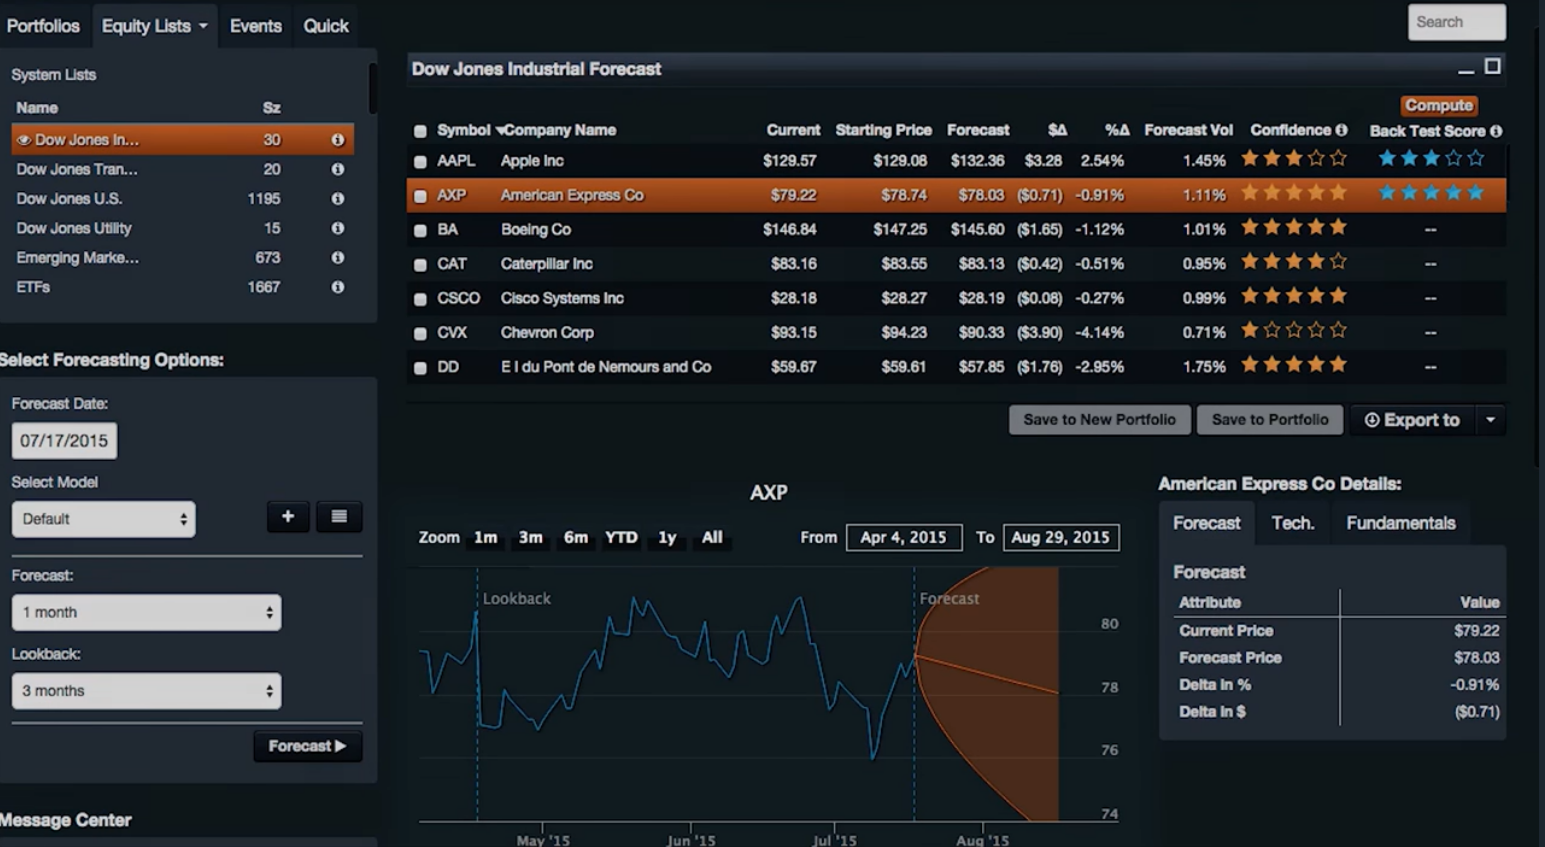 Portfolios Equity Lists Events Quick
Search
System Lists
Name Sz
Dow Jones In... 30
Dow Jones Tran... 20
Dow Jones U.S. 1195
Dow Jones Utility 15
Emerging Marke... 673
ETFs 1667
Select Forecasting Options:
Forecast Date:
07/17/2015
Select Model
Default
+
Forecast:
1 month
Lookback:
3 months
Forecast
Message Center
Dow Jones Industrial Forecast
Compute
Symbol Company Name Current Starting Price Forecast $Δ %Δ Forecast Vol Confidence Back Test Score
AAPL Apple Inc $129.57 $129.08 $132.36 $3.28 2.54% 1.45%
AXP American Express Co $79.22 $78.74 $78.03 ($0.71) -0.91% 1.11%
BA Boeing Co $146.84 $147.25 $145.60 ($1.65) -1.12% 1.01% --
CAT Caterpillar Inc $83.16 $83.55 $83.13 ($0.42) -0.51% 0.95% --
CSCO Cisco Systems Inc $28.18 $28.27 $28.19 ($0.08) -0.27% 0.99% --
CVX Chevron Corp $93.15 $94.23 $90.33 ($3.90) -4.14% 0.71% --
DD E I du Pont de Nemours and Co $59.67 $59.61 $57.85 ($1.76) -2.95% 1.75% --
Save to New Portfolio Save to Portfolio Export to
AXP
Zoom 1m 3m 6m YTD 1y All From Apr 4, 2015 To Aug 29, 2015
Lookback Forecast
80
78
76
74
May '15 Jun '15 Jul '15 Aug '15
American Express Co Details:
Forecast Tech. Fundamentals
Forecast
Attribute Value
Current Price $79.22
Forecast Price $78.03
Delta in % -0.91%
Delta in $ ($0.71)